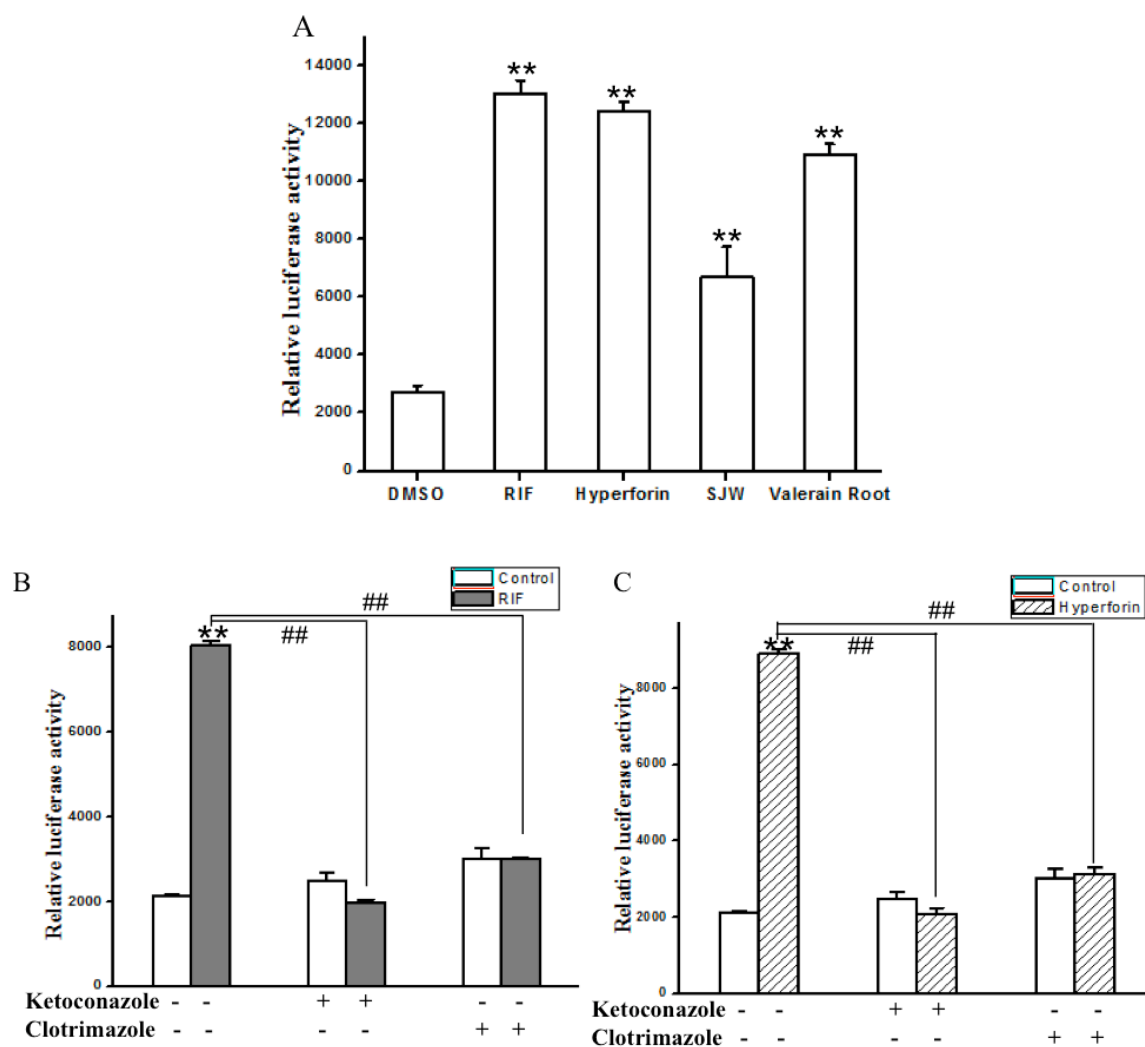 A
Relative luciferase activity
14000
12000
10000
8000
6000
4000
2000
0
**
**
**
**
DMSO RIF Hyperforin SJW Valerain Root
B
Control
RIF
##
##
**
Relative luciferase activity
8000
6000
4000
2000
0
Ketoconazole - - + + - -
Clotrimazole - - - - + +
C
Control
Hyperforin
##
##
**
Relative luciferase activity
8000
6000
4000
2000
0
Ketoconazole - - + + - -
Clotrimazole - - - - + +